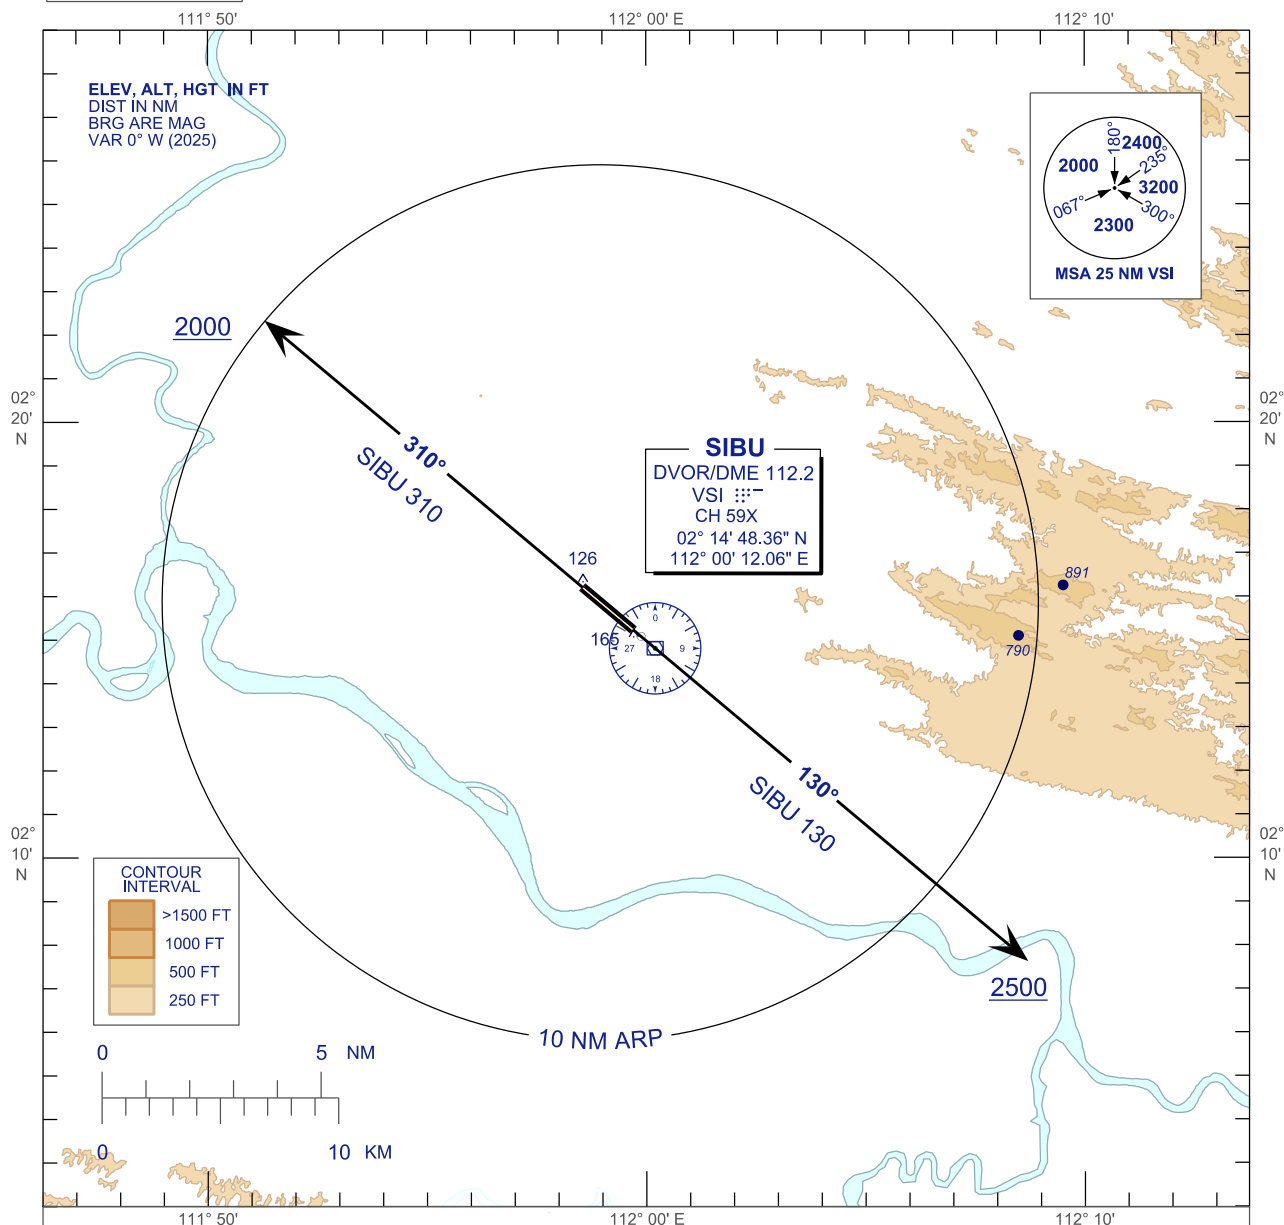 111° 50'
112° 00' E
112° 10'
ELEV, ALT, HGT IN FT
DIST IN NM
BRG ARE MAG
VAR 0° W (2025)
180°
2400
235°
2000
3200
067°
300°
2300
MSA 25 NM VSI
2000
02°
20'
N
02°
20'
N
310°
SIBU 310
SIBU
DVOR/DME 112.2
VSI
CH 59X
02° 14' 48.36" N
112° 00' 12.06" E
126
165
0
27
9
18
891
790
130°
SIBU 130
02°
10'
N
02°
10'
N
CONTOUR
INTERVAL
>1500 FT
1000 FT
500 FT
250 FT
2500
10 NM ARP
0 5 NM
0 10 KM
111° 50'
112° 00' E
112° 10'